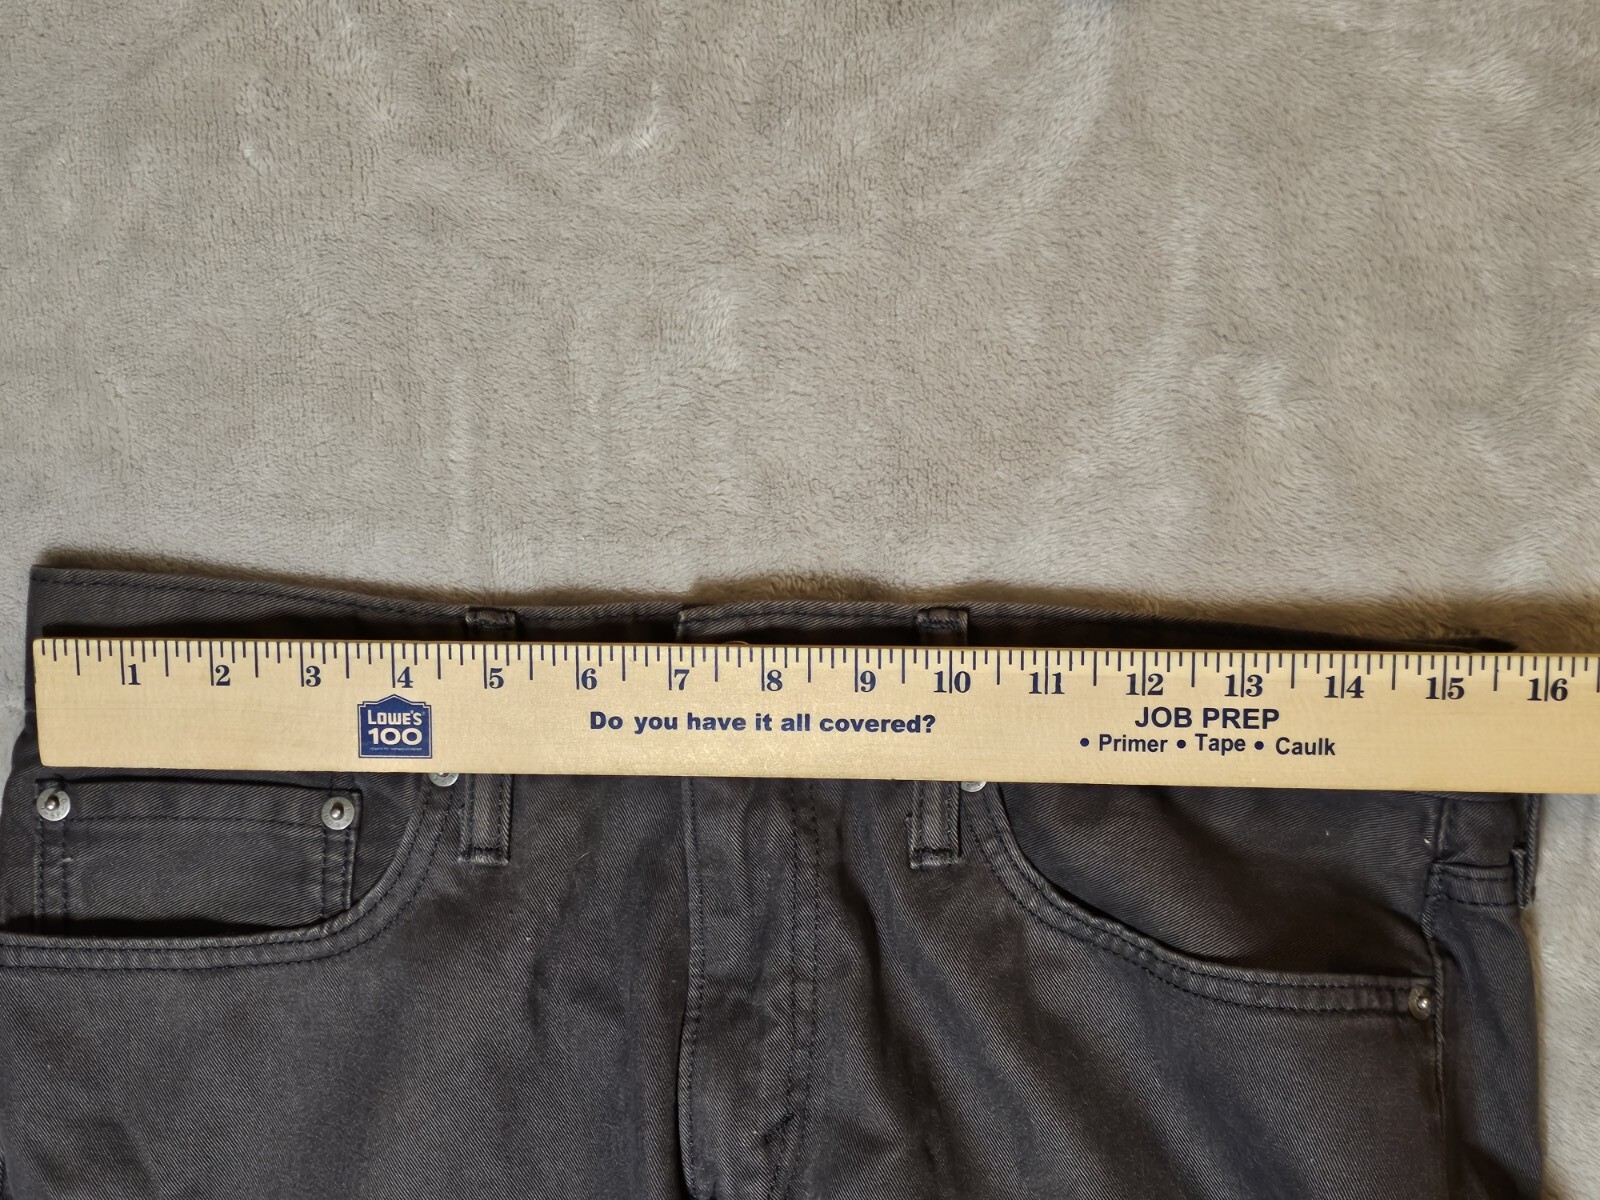 1 2 3 4 5 6 7 8 9 10 11 12 13 14 15 16
LOWE'S
100
Do you have it all covered?
JOB PREP
• Primer • Tape • Caulk